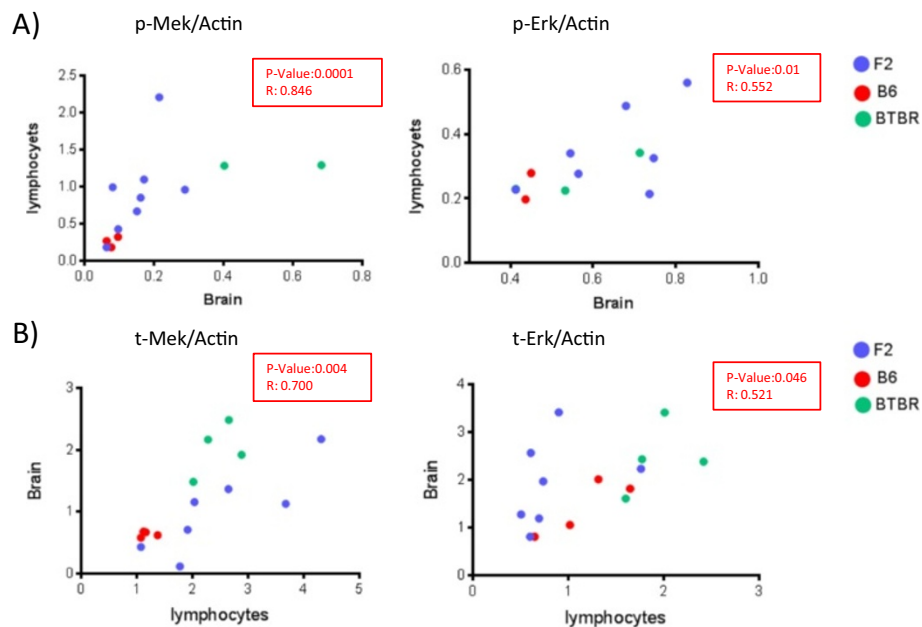 A)
p-Mek/Actin
p-Erk/Actin
P-Value:0.0001
R: 0.846
P-Value:0.01
R: 0.552
F2
B6
BTBR
lymphocyets
2.5
2.0
1.5
1.0
0.5
0.0
0.0 0.2 0.4 0.6 0.8
Brain
lymphocytes
0.6
0.4
0.2
0.0
0.4 0.6 0.8 1.0
Brain
B)
t-Mek/Actin
t-Erk/Actin
P-Value:0.004
R: 0.700
P-Value:0.046
R: 0.521
F2
B6
BTBR
Brain
3
2
1
0
0 1 2 3 4 5
lymphocytes
Brain
4
3
2
1
0
0 1 2 3
lymphocytes